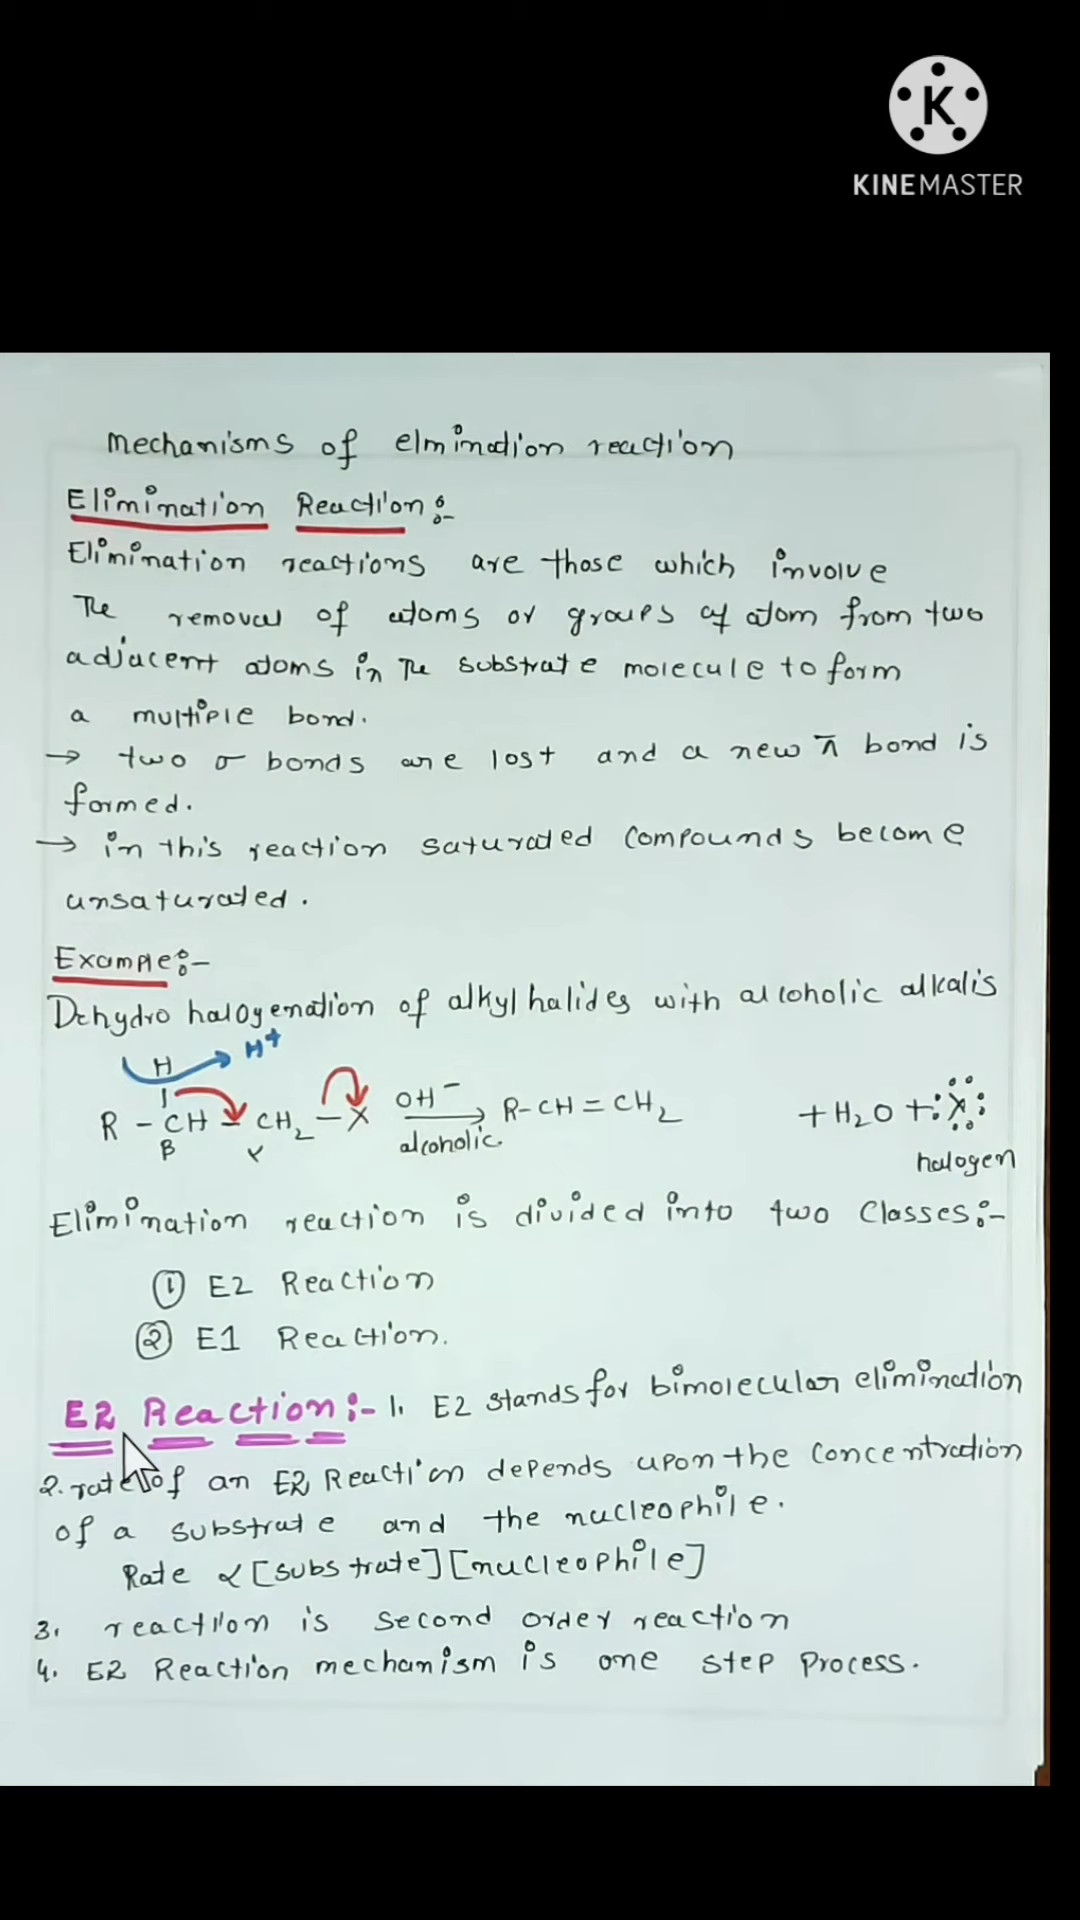 K
KINEMASTER
Mechanisms of elmination reaction
Elimination Reaction:-
Elimination reactions are those which involve
The removal of atoms or groups of atom from two
adjacent atoms in The substrate molecule to form
a multiple bond.
→ two σ bonds are lost and a new π bond is
formed.
→ in this reaction saturated compounds become
unsaturated.
Example:-
Dehydro halogenation of alkyl halides with alcoholic alkalis
H H+
R - CH - CH2 - X OH- → alcoholic. R-CH=CH2 + H2O + :X:
β halogen
Elimination reaction is divided into two classes:-
① E2 Reaction
② E1 Reaction.
E2 Reaction:- 1. E2 stands for bimolecular elimination
2. rate of an E2 Reaction depends upon the concentration
of a substrate and the nucleophile.
Rate ∝ [substrate][nucleophile]
3. reaction is second order reaction
4. E2 Reaction mechanism is one step process.